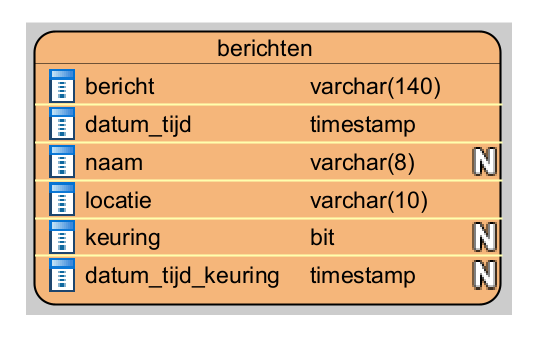 berichten
bericht varchar(140)
datum_tijd timestamp
naam varchar(8) N
locatie varchar(10)
keuring bit N
datum_tijd_keuring timestamp N